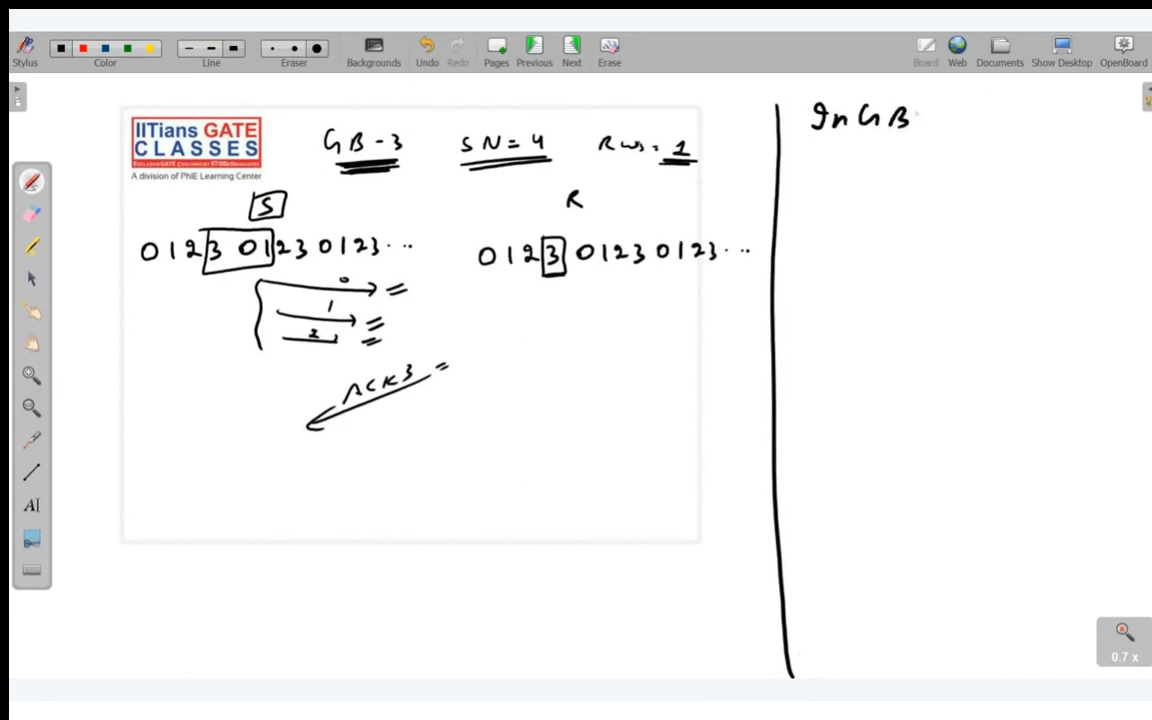 Stylus Color Line Eraser Backgrounds Undo Redo Pages Previous Next Erase Board Web Documents Show Desktop OpenBoard
IITians GATE
CLASSES
A division of PhIE Learning Center
GB-3 SN=4 Rws=1
S R
0 1 2 3 0 1 2 3 0 1 2 3 ... 0 1 2 3 0 1 2 3 0 1 2 3 ...
0
1
2
ACK3
In GB
AI
0.7 x